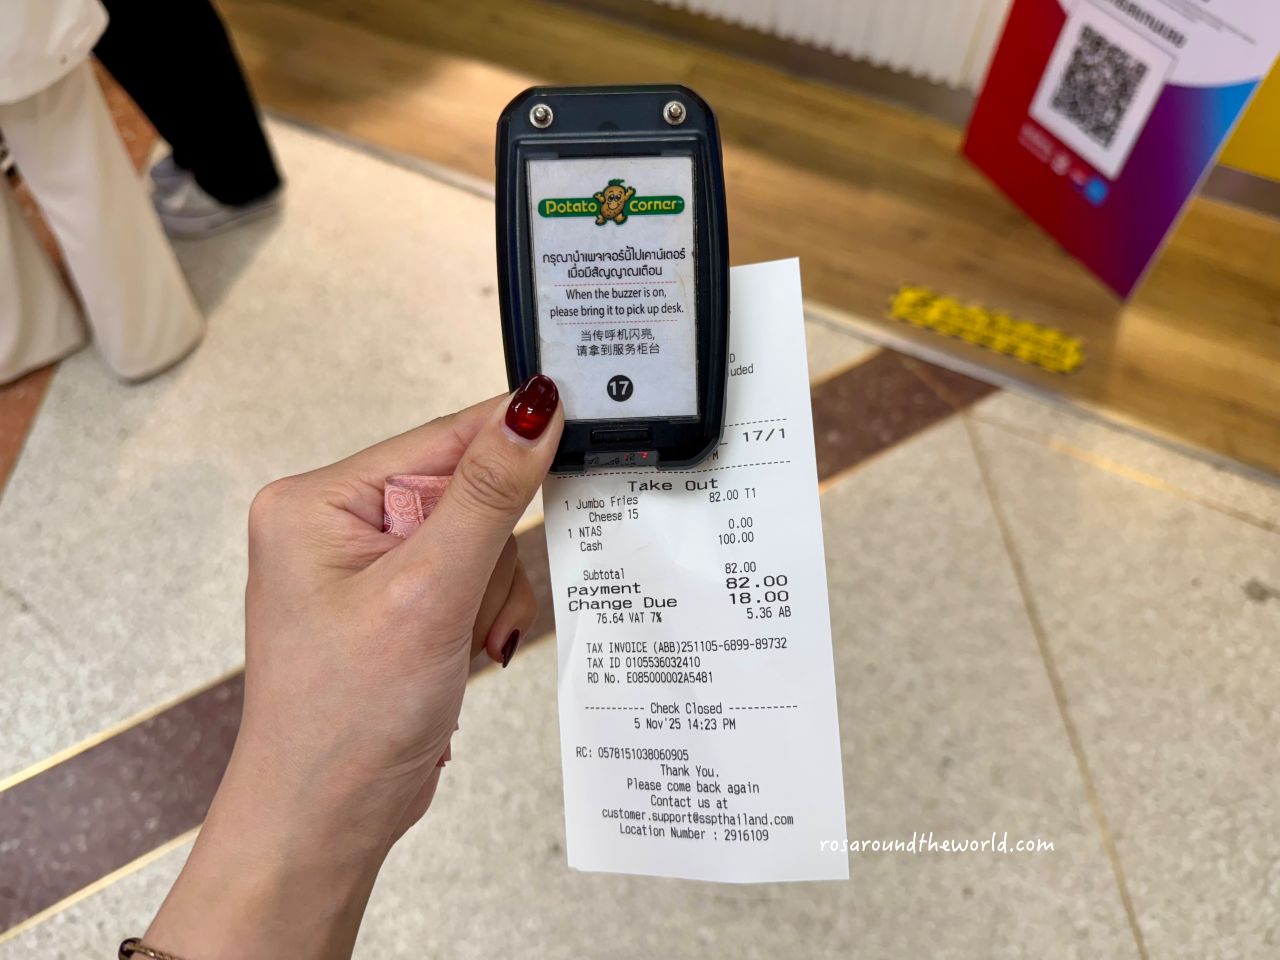 Potato Corner
กรุณานำเพจเจอร์นี้ไปเคาน์เตอร์
เมื่อมีสัญญาณเตือน
When the buzzer is on,
please bring it to pick up desk.
当传呼机闪亮,
请拿到服务柜台
17
17/1
Take Out
1 Jumbo Fries 82.00 T1
Cheese 15
1 NTAS 0.00
Cash 100.00
Subtotal 82.00
Payment 82.00
Change Due 18.00
76.64 VAT 7% 5.36 AB
TAX INVOICE (ABB)251105-6899-89732
TAX ID 0105536032410
RD No. E085000002A5481
---------- Check Closed ----------
5 Nov'25 14:23 PM
RC: 0578151038060905
Thank You.
Please come back again
Contact us at
customer.support@sspthailand.com
Location Number : 2916109
rosaroundtheworld.com